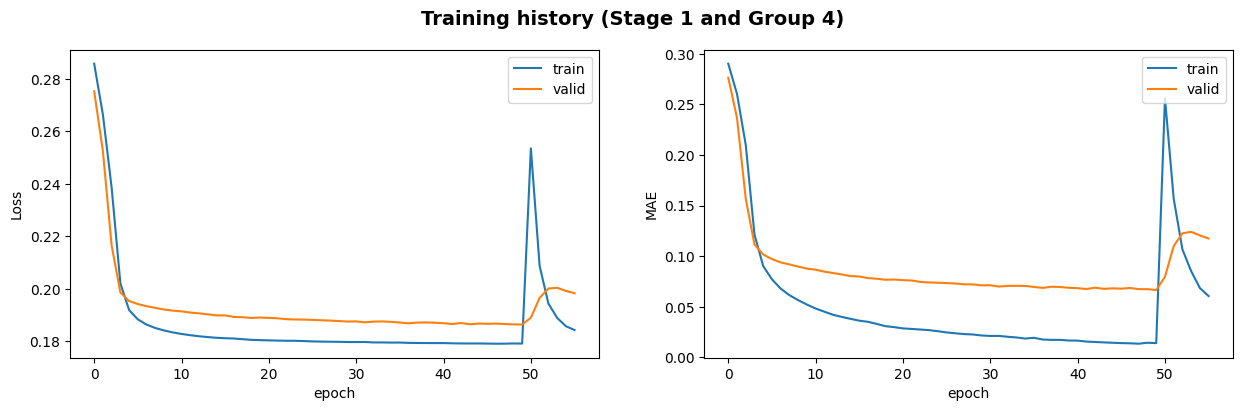 Training history (Stage 1 and Group 4)
Loss
0.28
0.26
0.24
0.22
0.20
0.18
0
10
20
30
40
50
epoch
train
valid
MAE
0.30
0.25
0.20
0.15
0.10
0.05
0.00
0
10
20
30
40
50
epoch
train
valid